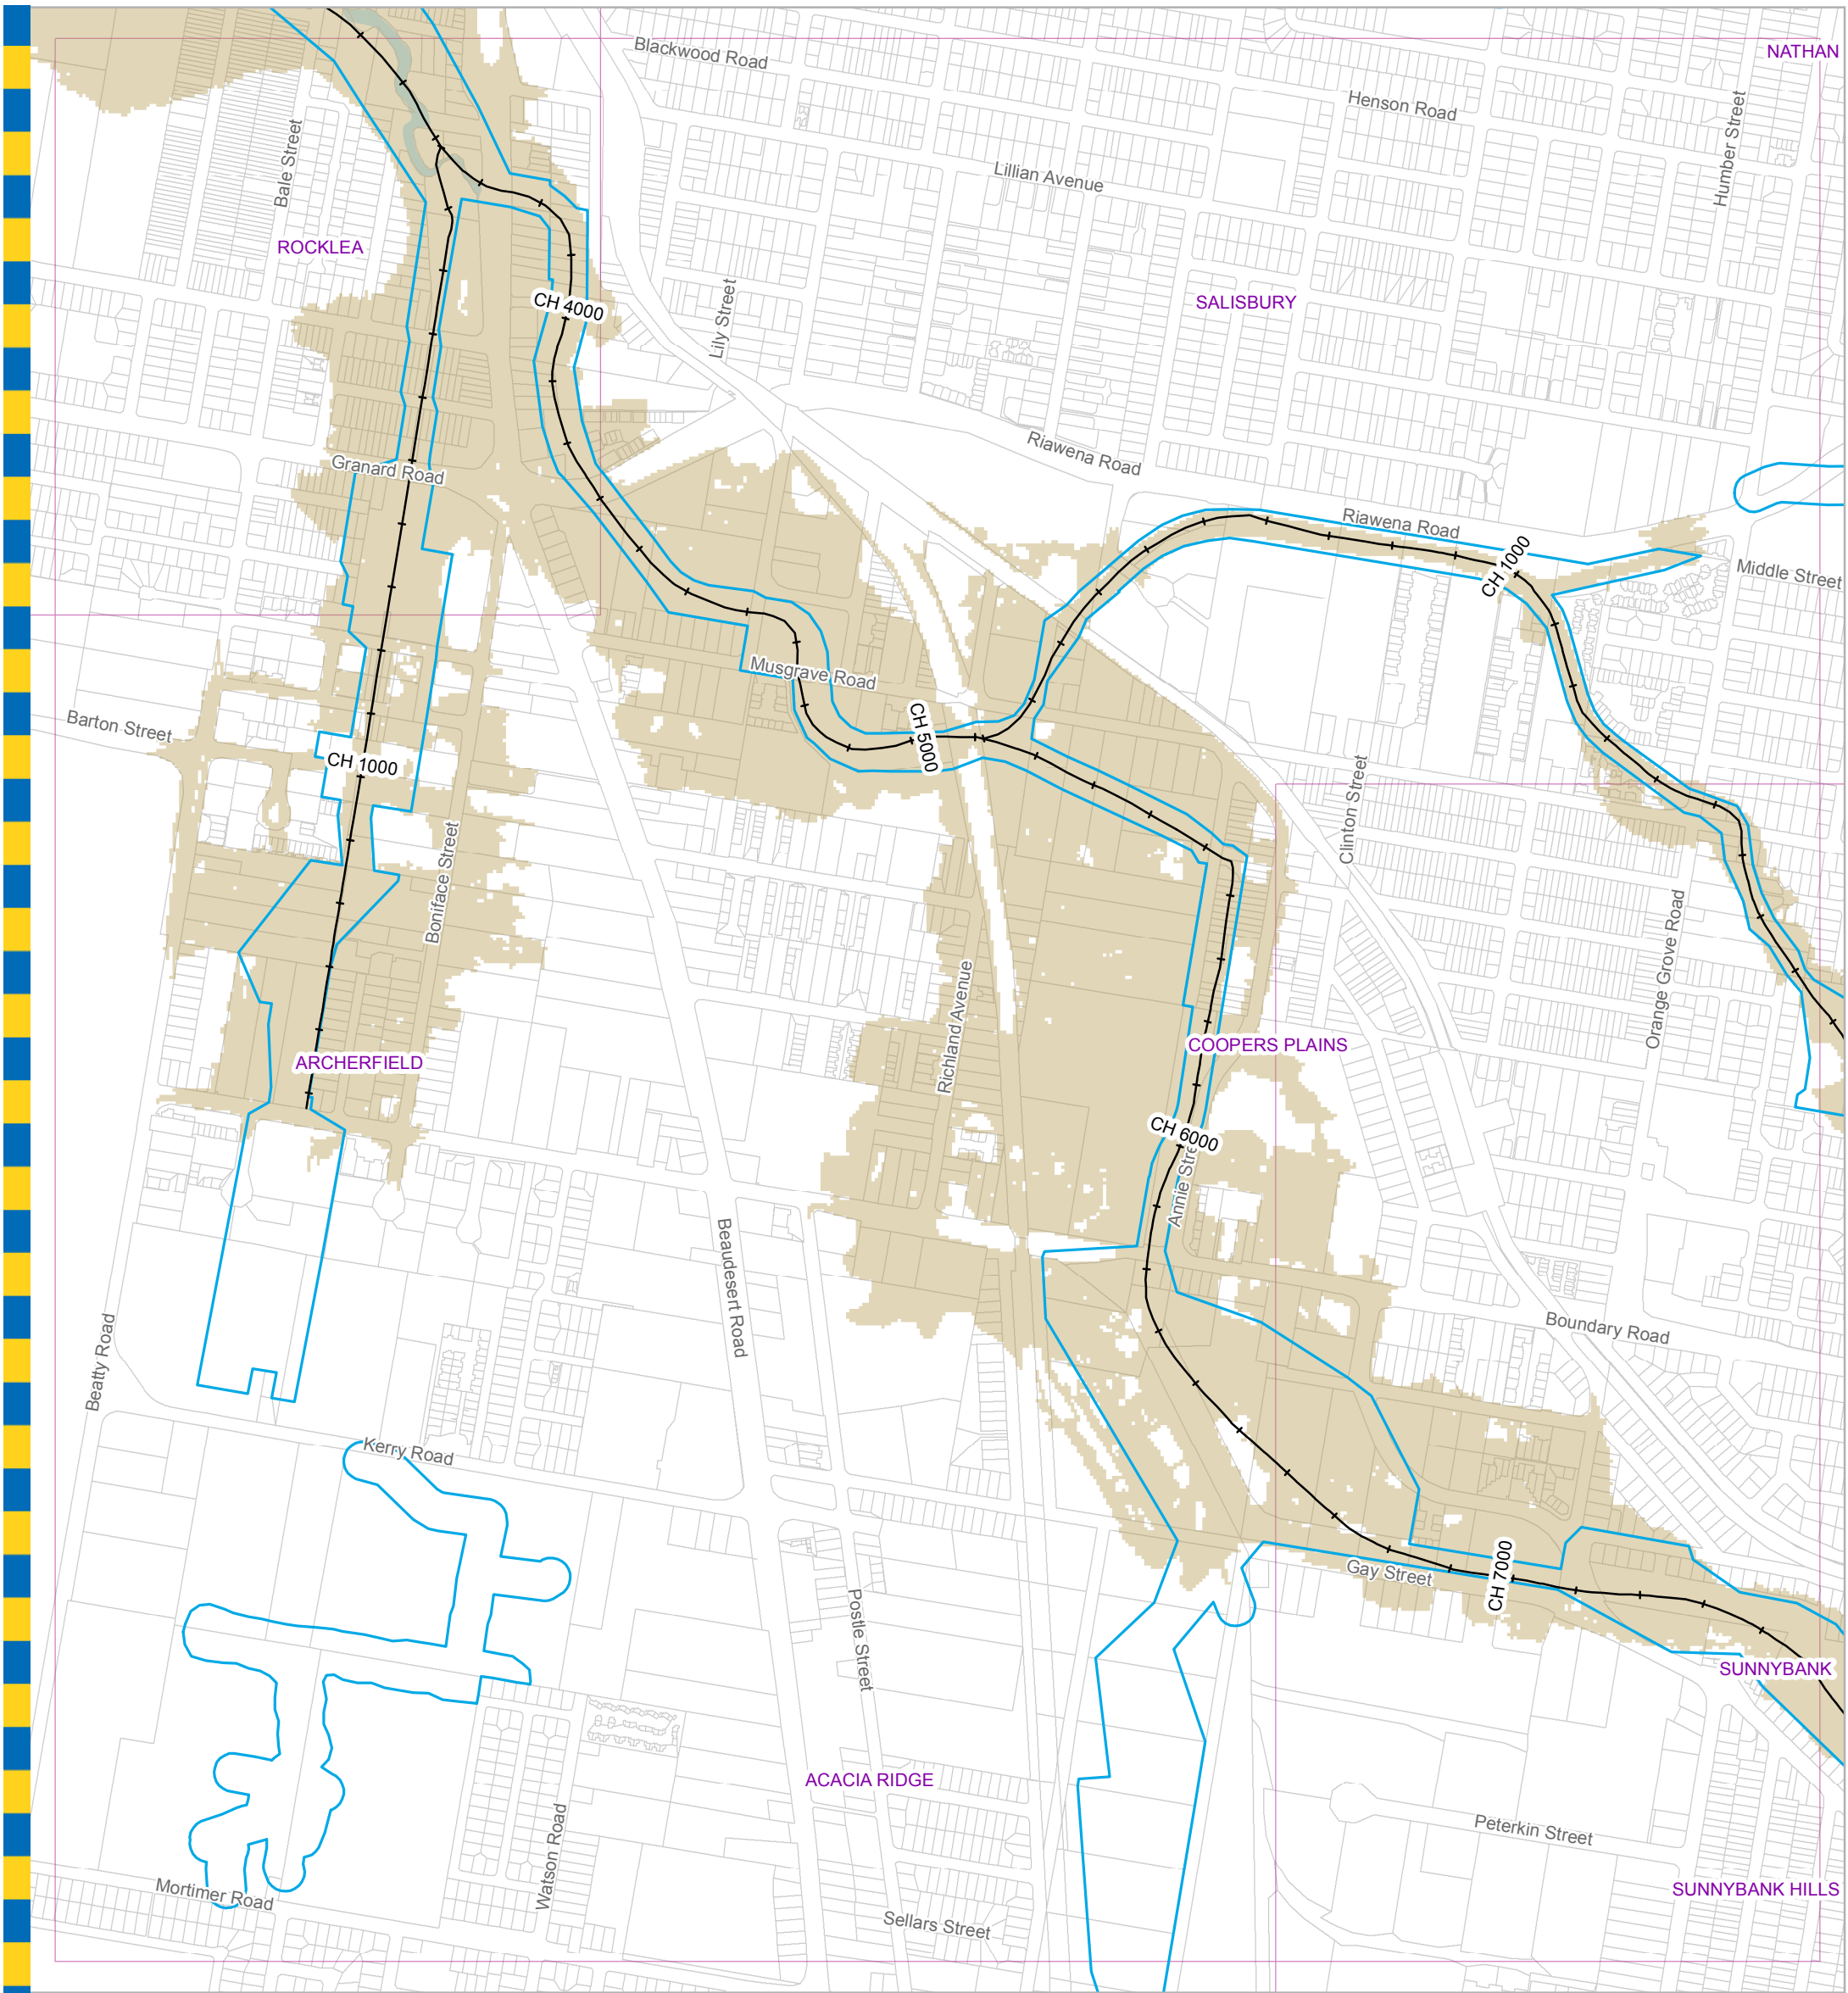 Blackwood Road
NATHAN
Henson Road
Humber Street
Bale Street
Lillian Avenue
ROCKLEA
SALISBURY
CH 4000
Lily Street
Riawena Road
Granard Road
Riawena Road
CH 1000
Middle Street
Musgrave Road
Barton Street
CH 5000
CH 1000
Clinton Street
Boniface Street
Orange Grove Road
Richland Avenue
COOPERS PLAINS
ARCHERFIELD
CH 6000
Annie Street
Beaudesert Road
Boundary Road
Beatty Road
Kerry Road
Gay Street
CH 7000
Postle Street
SUNNYBANK
ACACIA RIDGE
Peterkin Street
Watson Road
SUNNYBANK HILLS
Mortimer Road
Sellars Street